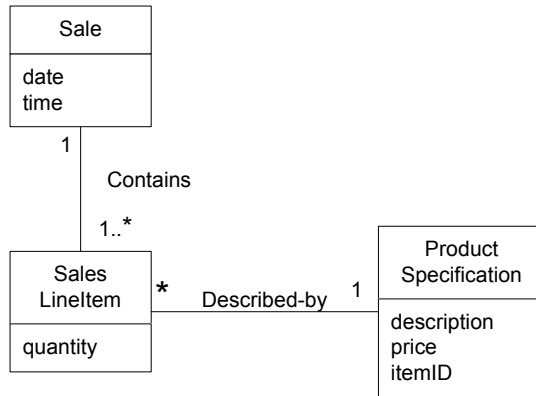 Sale
date
time
1
Contains
1..*
Sales
LineItem
quantity
*
Described-by
1
Product
Specification
description
price
itemID